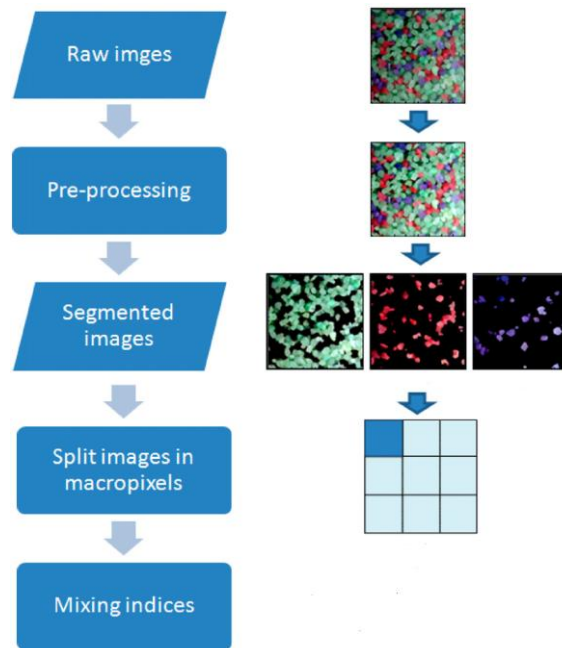 Raw imges
Pre-processing
Segmented
images
Split images in
macropixels
Mixing indices